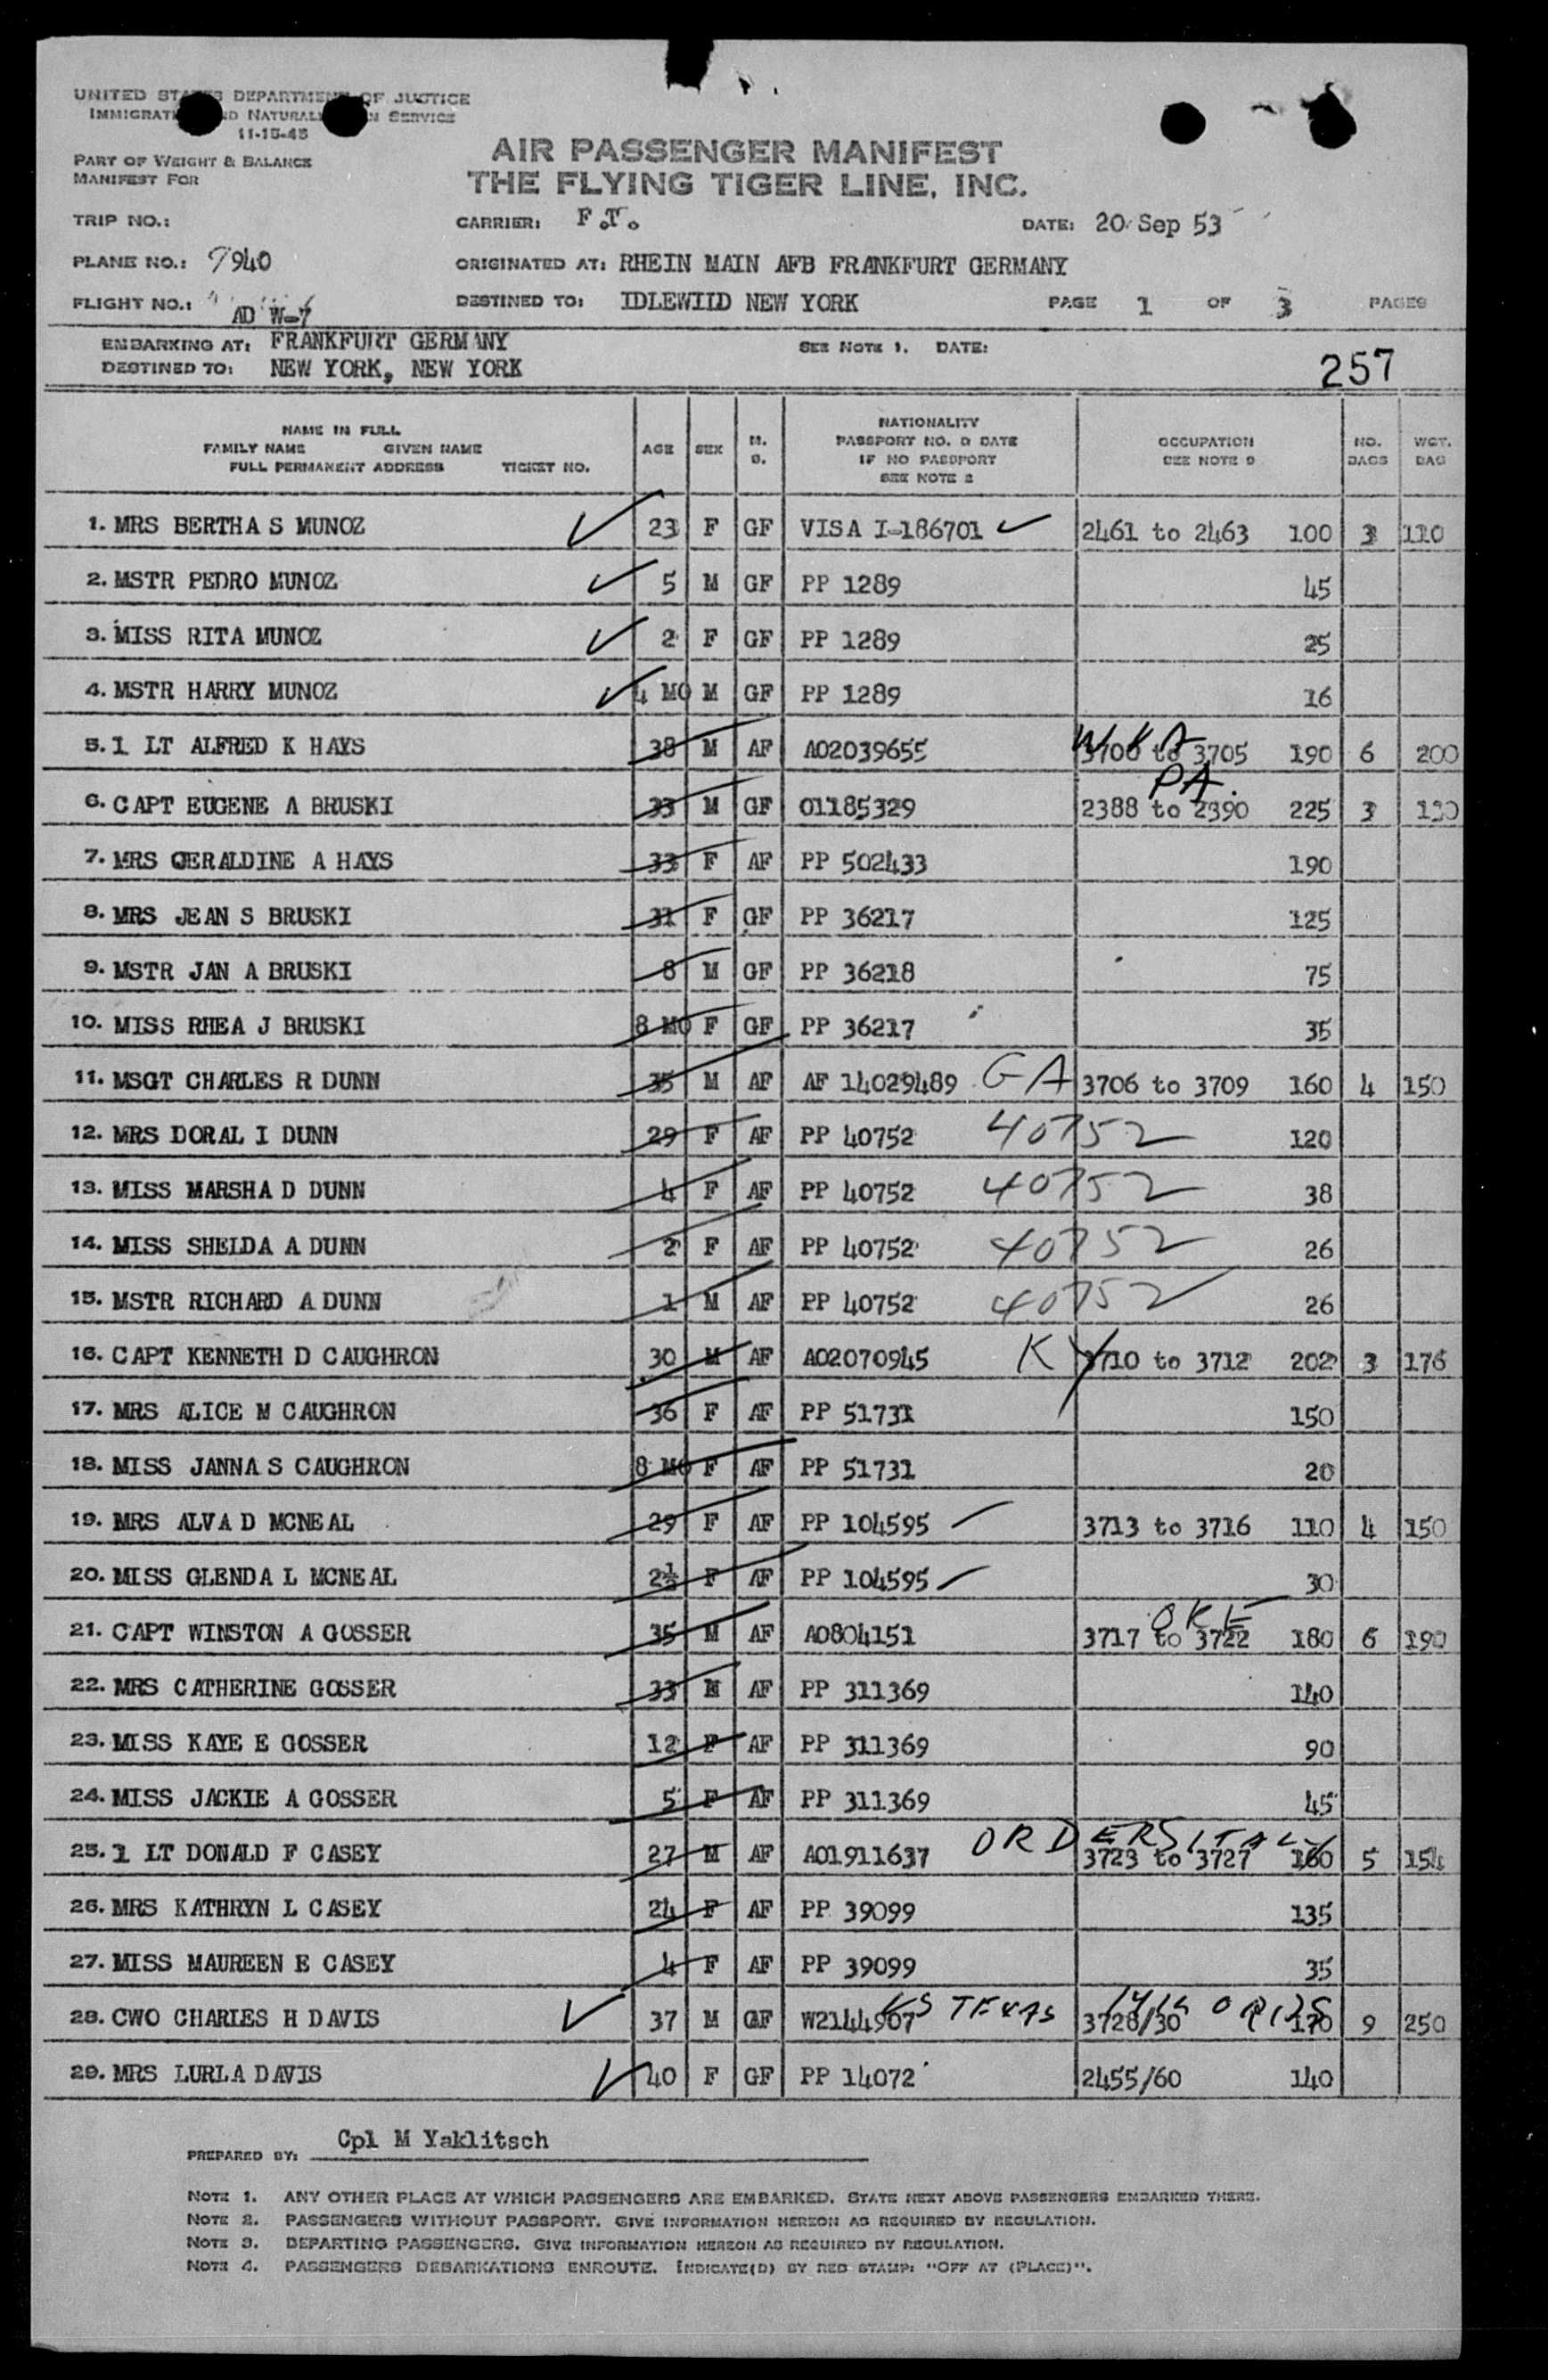 UNITED STATES DEPARTMENT OF JUSTICE
IMMIGRATION AND NATURALIZATION SERVICE
11-15-45
PART OF WEIGHT & BALANCE
MANIFEST FOR
AIR PASSENGER MANIFEST
THE FLYING TIGER LINE, INC.
TRIP NO.: CARRIER: F.T. DATE: 20 Sep 53
PLANE NO.: 7940 ORIGINATED AT: RHEIN MAIN AFB FRANKFURT GERMANY
FLIGHT NO.: AD W-7 DESTINED TO: IDLEWILD NEW YORK PAGE 1 OF 3 PAGES
EMBARKING AT: FRANKFURT GERMANY SEE NOTE 1. DATE:
DESTINED TO: NEW YORK, NEW YORK 257
NAME IN FULL
FAMILY NAME GIVEN NAME
FULL PERMANENT ADDRESS TICKET NO.
AGE SEX M. S.
NATIONALITY
PASSPORT NO. & DATE
IF NO PASSPORT
SEE NOTE 2
OCCUPATION
SEE NOTE 9
NO. BAGS
WGT. BAG
1. MRS BERTHA S MUNOZ 23 F GF VISA I-186701 2461 to 2463 100 3 110
2. MSTR PEDRO MUNOZ 5 M GF PP 1289 45
3. MISS RITA MUNOZ 2 F GF PP 1289 25
4. MSTR HARRY MUNOZ 4 MO M GF PP 1289 16
5. 1 LT ALFRED K HAYS 38 M AF AO2039655 3700 to 3705 190 6 200
PA.
6. CAPT EUGENE A BRUSKI 33 M GF O1185329 2388 to 2390 225 3 130
7. MRS GERALDINE A HAYS 33 F AF PP 502433 190
8. MRS JEAN S BRUSKI 31 F GF PP 36217 125
9. MSTR JAN A BRUSKI 8 M GF PP 36218 75
10. MISS RHEA J BRUSKI 8 MO F GF PP 36217 35
11. MSGT CHARLES R DUNN 35 M AF AF 14029489 GA 3706 to 3709 160 4 150
12. MRS DORAL I DUNN 29 F AF PP 40752 40752 120
13. MISS MARSHA D DUNN 4 F AF PP 40752 40752 38
14. MISS SHELDA A DUNN 2 F AF PP 40752 40752 26
15. MSTR RICHARD A DUNN 1 M AF PP 40752 40752 26
16. CAPT KENNETH D CAUGHRON 30 M AF AO2070945 KY 3710 to 3712 202 3 176
17. MRS ALICE M CAUGHRON 36 F AF PP 51731 150
18. MISS JANNA S CAUGHRON 8 MO F AF PP 51731 20
19. MRS ALVA D MCNEAL 29 F AF PP 104595 3713 to 3716 110 4 150
20. MISS GLENDA L MCNEAL 2½ F AF PP 104595 30
OKE
21. CAPT WINSTON A GOSSER 35 M AF AO804151 3717 to 3722 180 6 190
22. MRS CATHERINE GOSSER 33 M AF PP 311369 140
23. MISS KAYE E GOSSER 12 F AF PP 311369 90
24. MISS JACKIE A GOSSER 5 F AF PP 311369 45
ORDERS ITALY
25. 1 LT DONALD F CASEY 27 M AF AO1911637 3723 to 3727 160 5 154
26. MRS KATHRYN L CASEY 24 F AF PP 39099 135
27. MISS MAUREEN E CASEY 4 F AF PP 39099 35
28. CWO CHARLES H DAVIS 37 M GF W2144907 TEXAS 3728/30 170 9 250
29. MRS LURLA DAVIS 40 F GF PP 14072 2455/60 140
PREPARED BY: Cpl M Yaklitsch
NOTE 1. ANY OTHER PLACE AT WHICH PASSENGERS ARE EMBARKED. STATE NEXT ABOVE PASSENGERS EMBARKED THERE.
NOTE 2. PASSENGERS WITHOUT PASSPORT. GIVE INFORMATION HEREON AS REQUIRED BY REGULATION.
NOTE 3. DEPARTING PASSENGERS. GIVE INFORMATION HEREON AS REQUIRED BY REGULATION.
NOTE 4. PASSENGERS DEBARKATIONS ENROUTE. INDICATE(D) BY RED STAMP: "OFF AT (PLACE)".